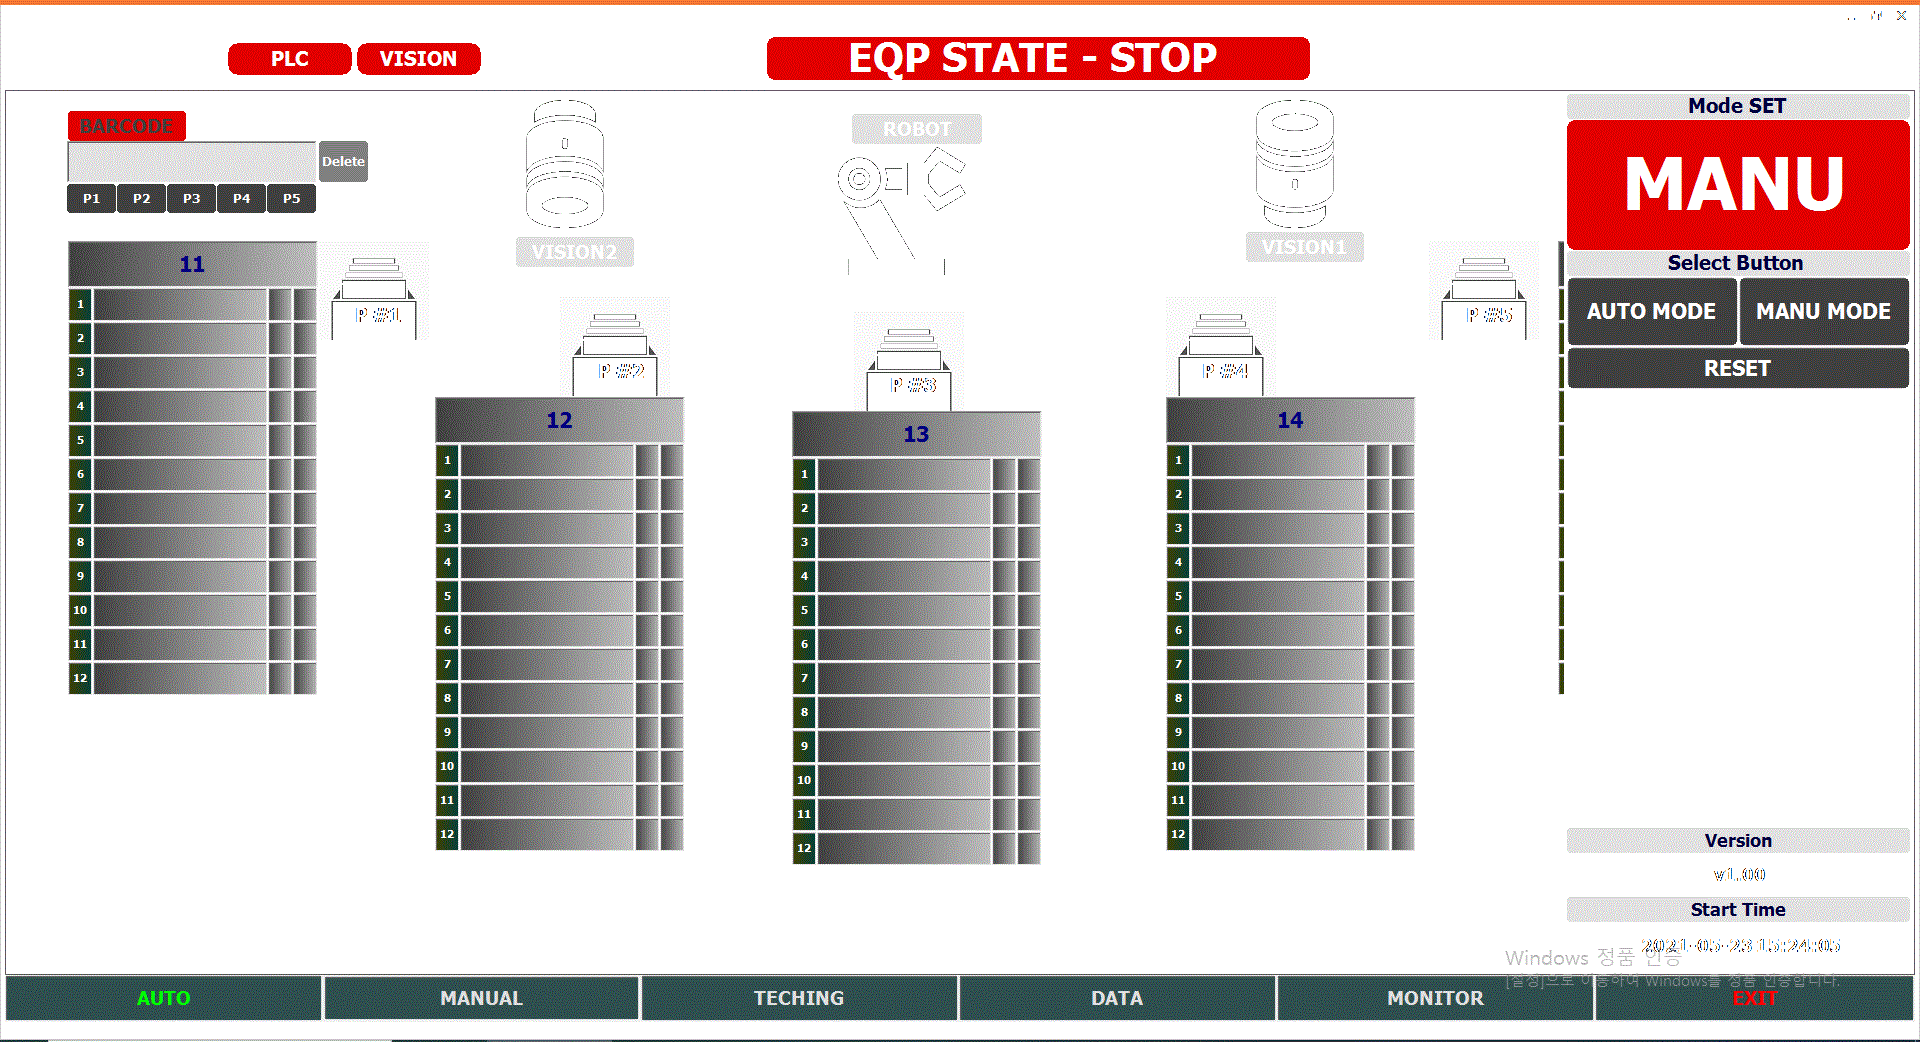 PLC VISION EQP STATE - STOP
Mode SET
BARCODE
MANU
ROBOT
Delete
P1 P2 P3 P4 P5
VISION2
VISION1
Select Button
11
AUTO MODE MANU MODE
P #1
P #5
RESET
P #2
P #4
P #3
12
13
14
1
2
3
4
5
6
7
8
9
10
11
12
1
2
3
4
5
6
7
8
9
10
11
12
1
2
3
4
5
6
7
8
9
10
11
12
1
2
3
4
5
6
7
8
9
10
11
12
Version
v1.00
Start Time
2021-05-23 15:24:05
Windows 정품 인증
[설정]으로 이동하여 Windows를 정품 인증합니다.
AUTO MANUAL TECHING DATA MONITOR EXIT